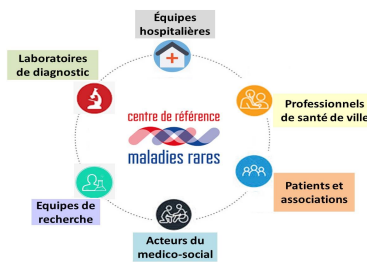 Équipes
hospitalières
Laboratoires
de diagnostic
centre de référence
maladies rares
Professionnels
de santé de ville
Patients et
associations
Equipes de
recherche
Acteurs du
medico-social